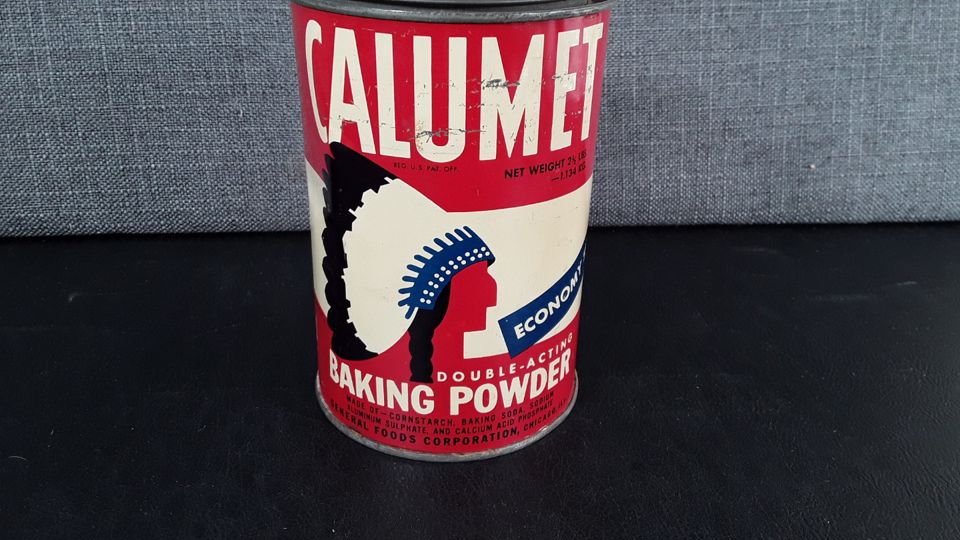 CALUMET
REG. U.S. PAT. OFF.
NET WEIGHT 2½ LBS
—1.134 KG
ECONOMY
DOUBLE-ACTING
BAKING POWDER
MADE OF—CORNSTARCH, BAKING SODA, SODIUM
ALUMINUM SULPHATE, AND CALCIUM ACID PHOSPHATE
GENERAL FOODS CORPORATION, CHICAGO,